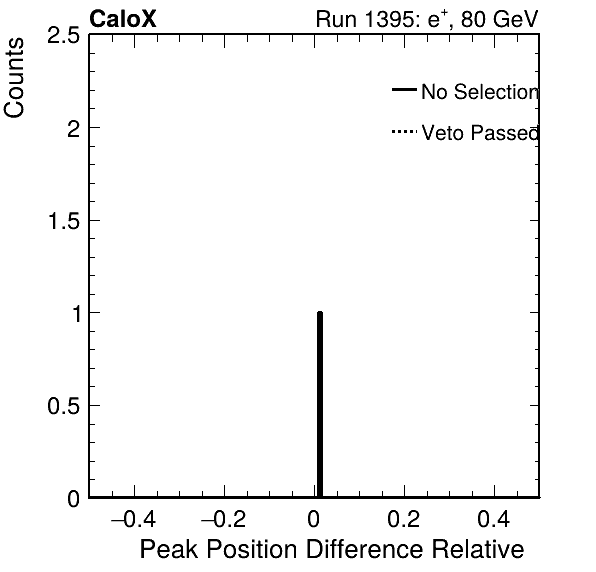 CaloX Run 1395: e+, 80 GeV
Counts
2.5
2
1.5
1
0.5
0
No Selection
Veto Passed
−0.4 −0.2 0 0.2 0.4
Peak Position Difference Relative